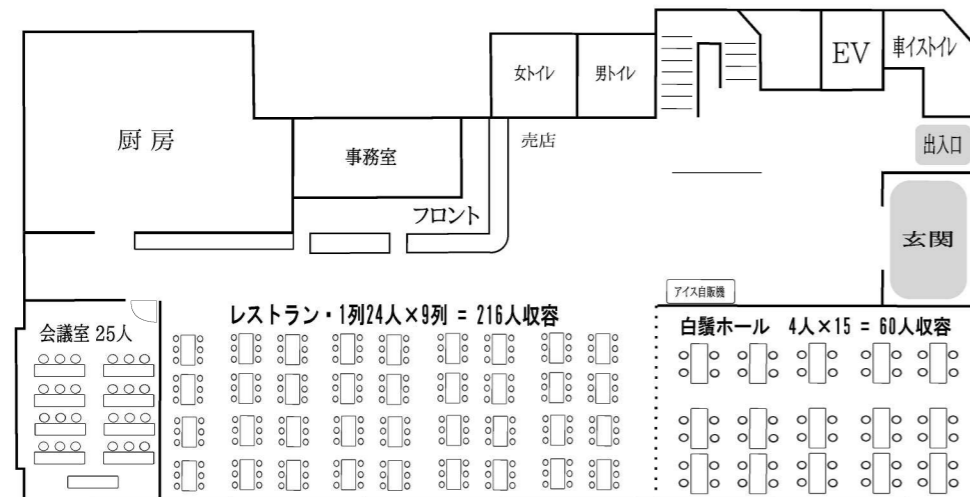 厨房
事務室
女トイレ
男トイレ
EV
車イストイレ
売店
出入口
フロント
玄関
アイス自販機
会議室 25人
レストラン・1列24人×9列 = 216人収容
白鬚ホール 4人×15 = 60人収容